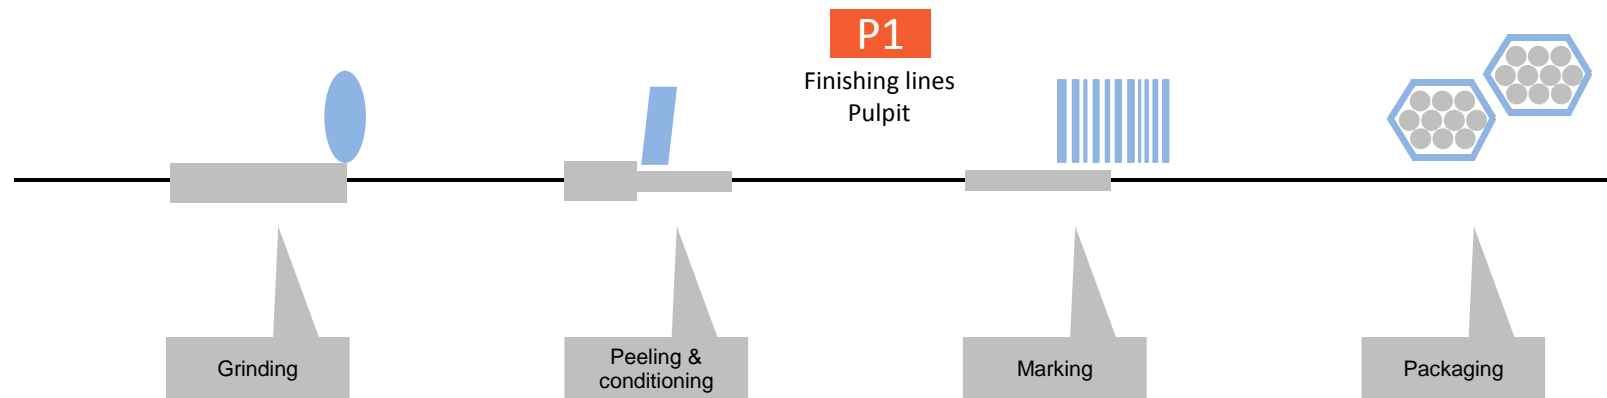 P1
Finishing lines
Pulpit
Grinding
Peeling &
conditioning
Marking
Packaging